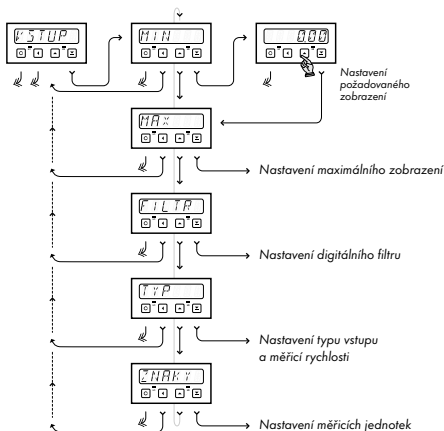 VSTUP
MIN
0.00
Nastavení
požadovaného
zobrazení
MAX
Nastavení maximálního zobrazení
FILTR
Nastavení digitálního filtru
TYP
Nastavení typu vstupu
a měřicí rychlosti
ZNAKY
Nastavení měřicích jednotek